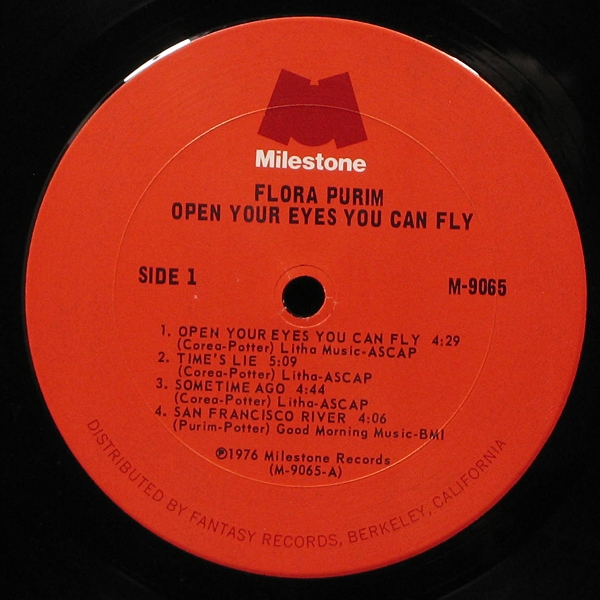 Milestone
FLORA PURIM
OPEN YOUR EYES YOU CAN FLY
SIDE 1
M-9065
1. OPEN YOUR EYES YOU CAN FLY 4:29
(Corea-Potter) Litha Music-ASCAP
2. TIME'S LIE 5:09
(Corea-Potter) Litha-ASCAP
3. SOMETIME AGO 4:44
(Corea-Potter) Litha-ASCAP
4. SAN FRANCISCO RIVER 4:06
(Purim-Potter) Good Morning Music-BMI
℗1976 Milestone Records
(M-9065-A)
DISTRIBUTED BY FANTASY RECORDS, BERKELEY, CALIFORNIA